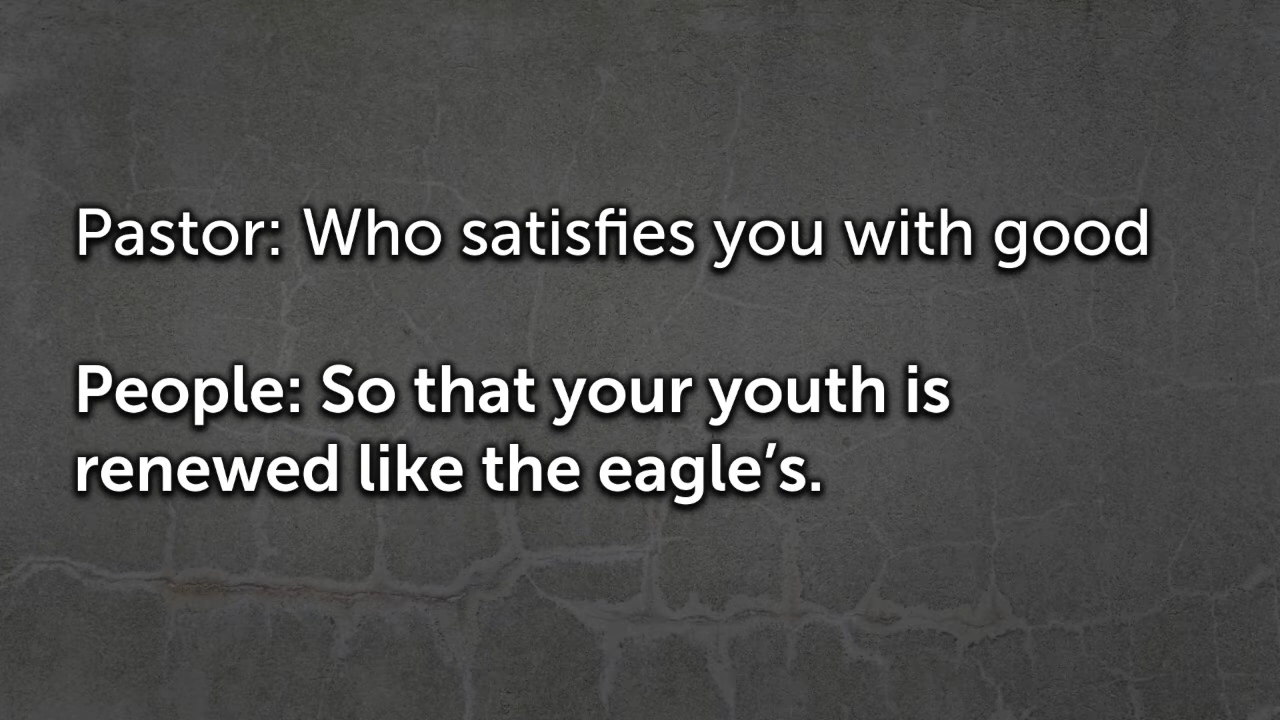 Pastor: Who satisfies you with good
People: So that your youth is
renewed like the eagle’s.